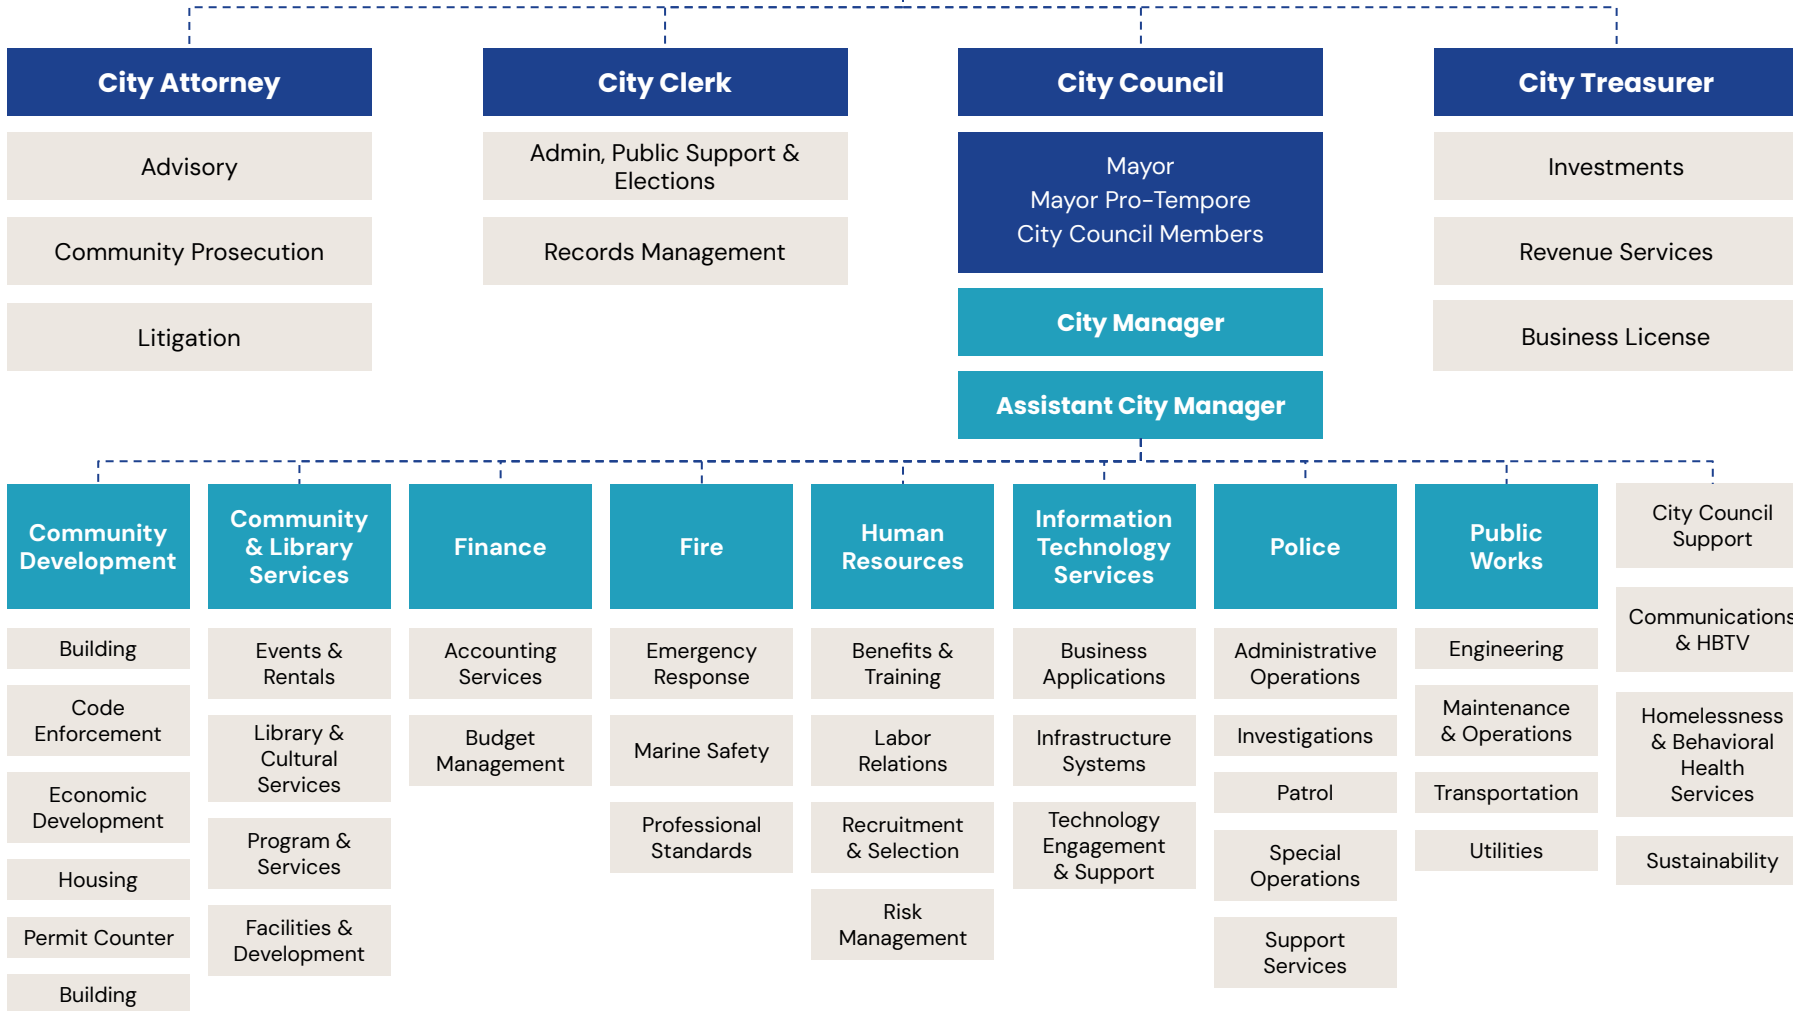 City Attorney
Advisory
Community Prosecution
Litigation
City Clerk
Admin, Public Support &
Elections
Records Management
City Council
Mayor
Mayor Pro-Tempore
City Council Members
City Manager
Assistant City Manager
City Treasurer
Investments
Revenue Services
Business License
Community
Development
Building
Code
Enforcement
Economic
Development
Housing
Permit Counter
Building
Community
& Library
Services
Events &
Rentals
Library &
Cultural
Services
Program &
Services
Facilities &
Development
Finance
Accounting
Services
Budget
Management
Fire
Emergency
Response
Marine Safety
Professional
Standards
Human
Resources
Benefits &
Training
Labor
Relations
Recruitment
& Selection
Risk
Management
Information
Technology
Services
Business
Applications
Infrastructure
Systems
Technology
Engagement
& Support
Police
Administrative
Operations
Investigations
Patrol
Special
Operations
Support
Services
Public
Works
Engineering
Maintenance
& Operations
Transportation
Utilities
City Council
Support
Communications
& HBTV
Homelessness
& Behavioral
Health
Services
Sustainability